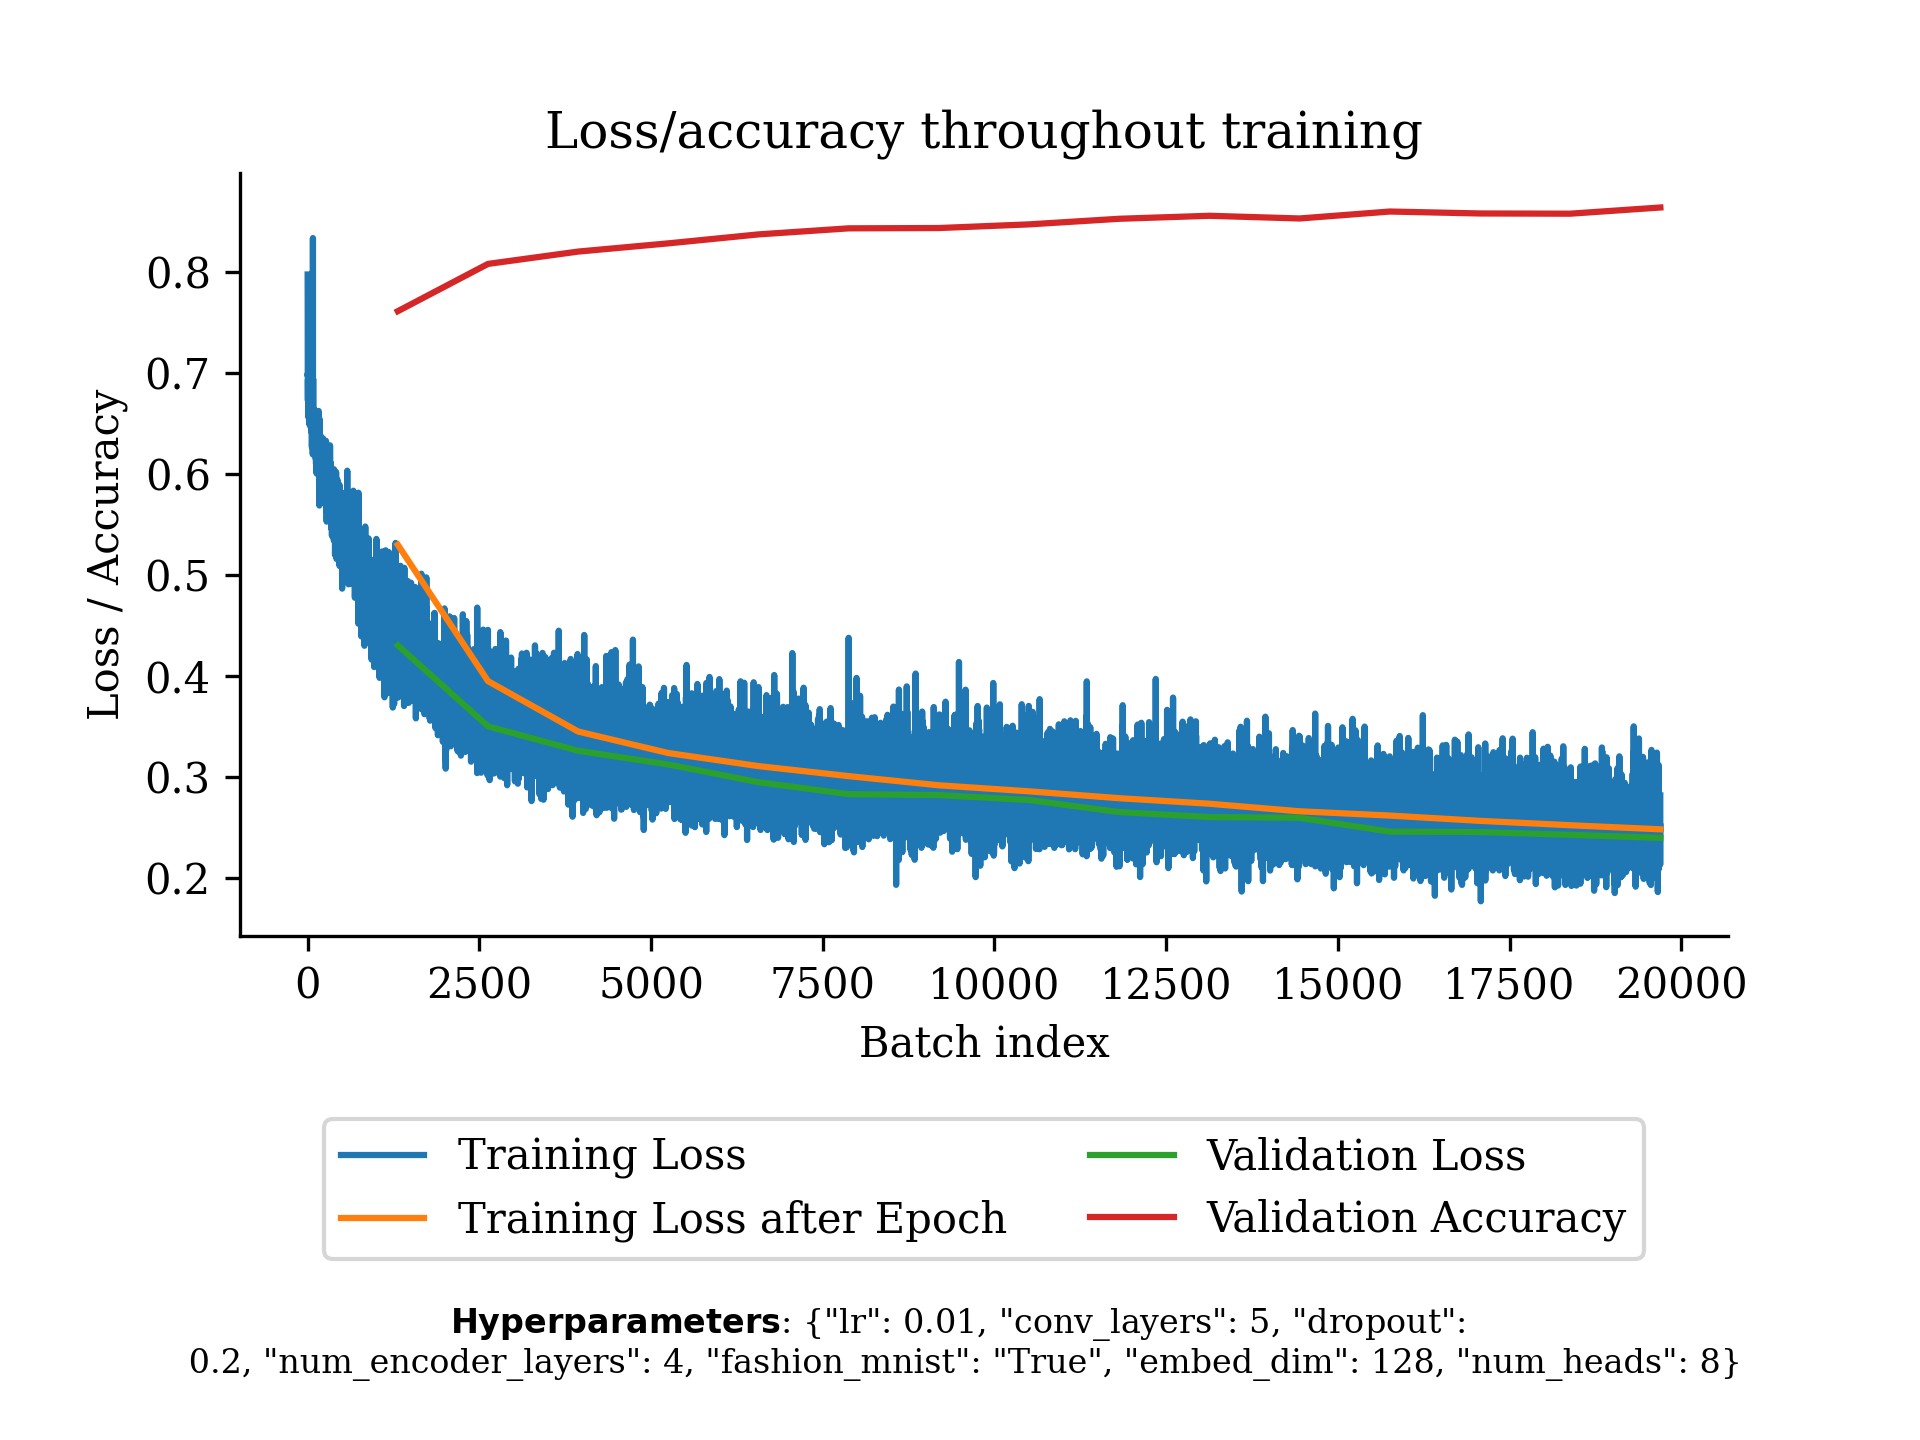 Loss/accuracy throughout training
Loss / Accuracy
0.8
0.7
0.6
0.5
0.4
0.3
0.2
0 2500 5000 7500 10000 12500 15000 17500 20000
Batch index
Training Loss
Training Loss after Epoch
Validation Loss
Validation Accuracy
Hyperparameters: {"lr": 0.01, "conv_layers": 5, "dropout":
0.2, "num_encoder_layers": 4, "fashion_mnist": "True", "embed_dim": 128, "num_heads": 8}